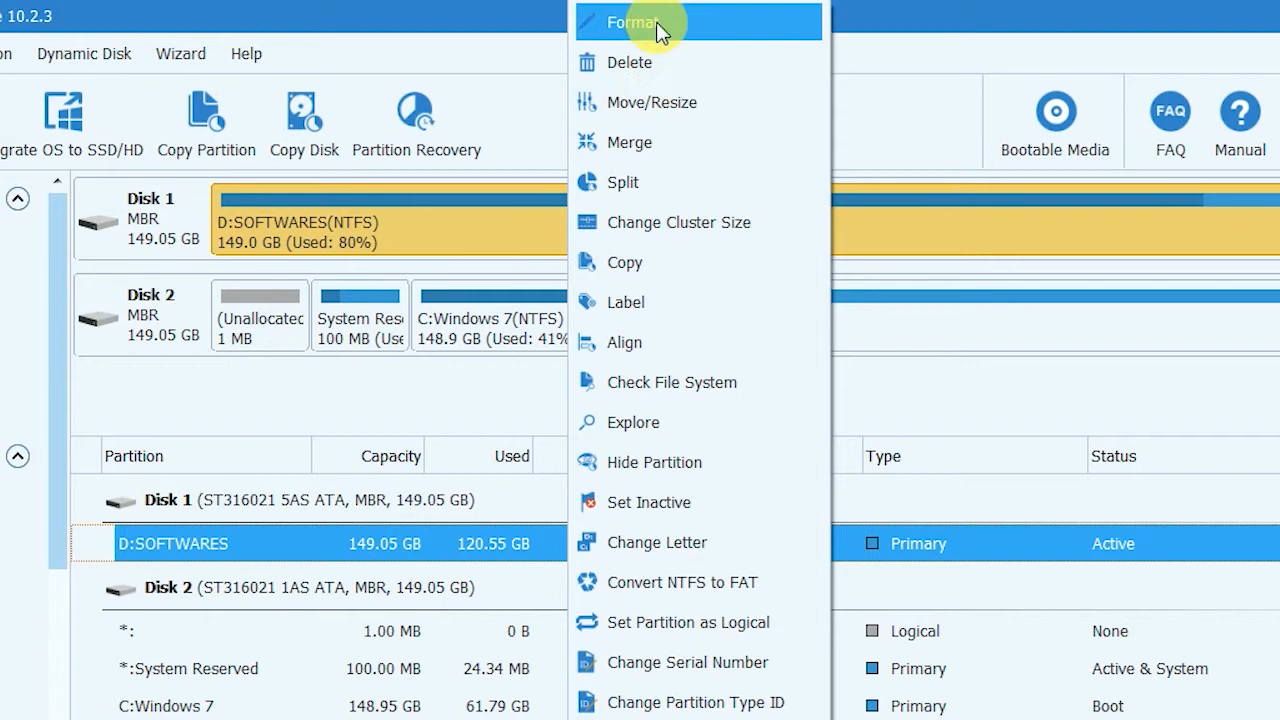 e 10.2.3
on Dynamic Disk Wizard Help
grate OS to SSD/HD Copy Partition Copy Disk Partition Recovery Bootable Media FAQ FAQ Manual
Disk 1
MBR
149.05 GB
D:SOFTWARES(NTFS)
149.0 GB (Used: 80%)
Disk 2
MBR
149.05 GB
(Unallocated
1 MB
System Res
100 MB (Use
C:Windows 7(NTFS)
148.9 GB (Used: 41%
Format
Delete
Move/Resize
Merge
Split
Change Cluster Size
Copy
Label
Align
Check File System
Explore
Hide Partition
Set Inactive
Change Letter
Convert NTFS to FAT
Set Partition as Logical
Change Serial Number
Change Partition Type ID
Partition Capacity Used Type Status
Disk 1 (ST316021 5AS ATA, MBR, 149.05 GB)
D:SOFTWARES 149.05 GB 120.55 GB Primary Active
Disk 2 (ST316021 1AS ATA, MBR, 149.05 GB)
*: 1.00 MB 0 B Logical None
*:System Reserved 100.00 MB 24.34 MB Primary Active & System
C:Windows 7 148.95 GB 61.79 GB Primary Boot